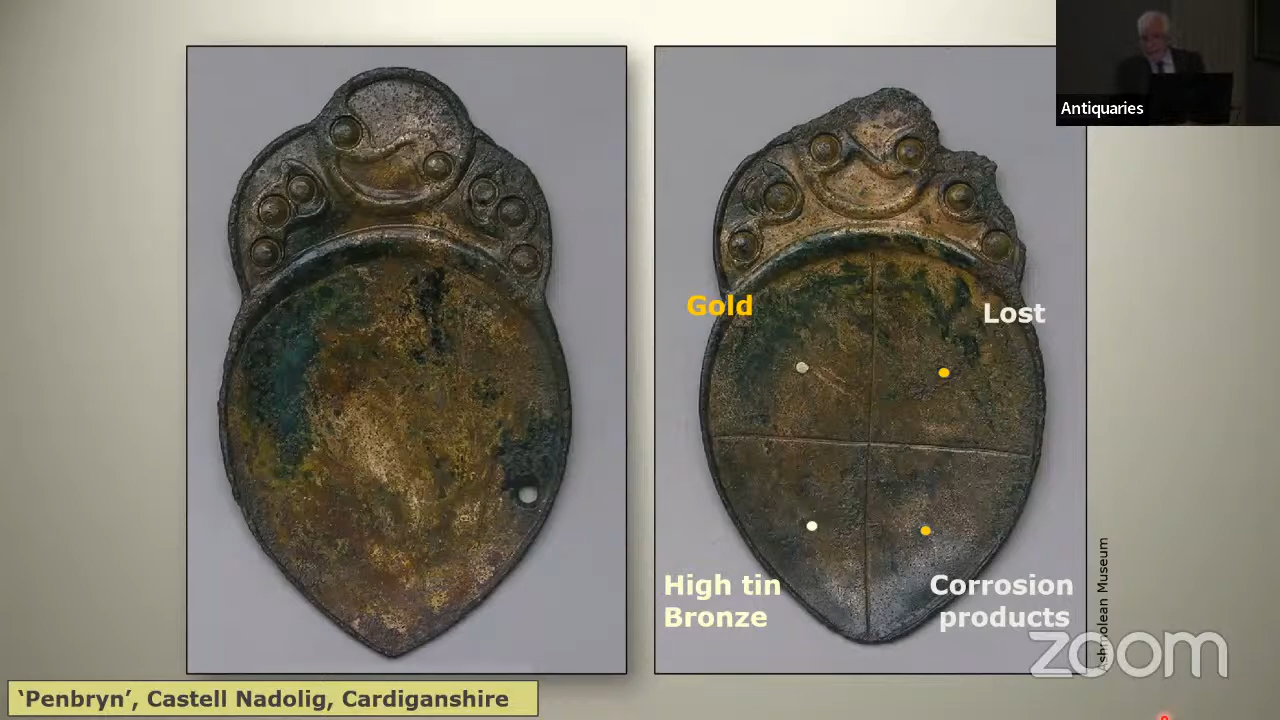 Antiquaries
Gold
Lost
High tin
Bronze
Corrosion
products
Ashmolean Museum
zoom
‘Penbryn’, Castell Nadolig, Cardiganshire